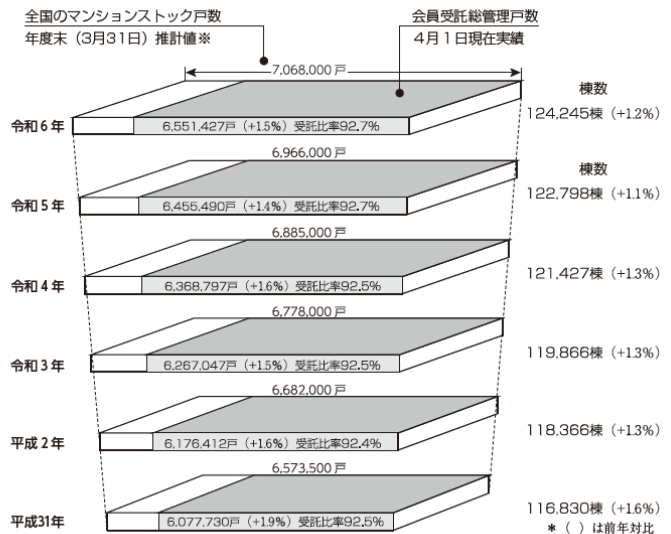 全国のマンションストック戸数
年度末（3月31日）推計値※
会員受託総管理戸数
4月1日現在実績
7,068,000戸
棟数
令和6年
6,551,427戸（+1.5%）受託比率92.7%
124,245棟（+1.2%）
6,966,000戸
棟数
令和5年
6,455,490戸（+1.4%）受託比率92.7%
122,798棟（+1.1%）
6,885,000戸
令和4年
6,368,797戸（+1.6%）受託比率92.5%
121,427棟（+1.3%）
6,778,000戸
令和3年
6,267,047戸（+1.5%）受託比率92.5%
119,866棟（+1.3%）
6,682,000戸
平成2年
6,176,412戸（+1.6%）受託比率92.4%
118,366棟（+1.3%）
6,573,500戸
平成31年
6,077,730戸（+1.9%）受託比率92.5%
116,830棟（+1.6%）
＊（ ）は前年対比